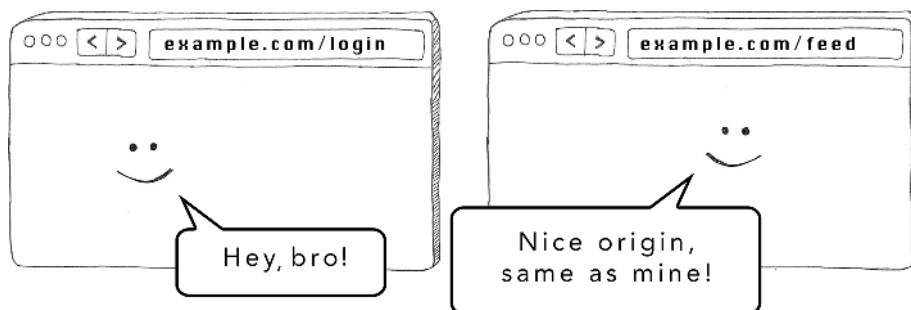 example.com/login
example.com/feed
Hey, bro!
Nice origin,
same as mine!